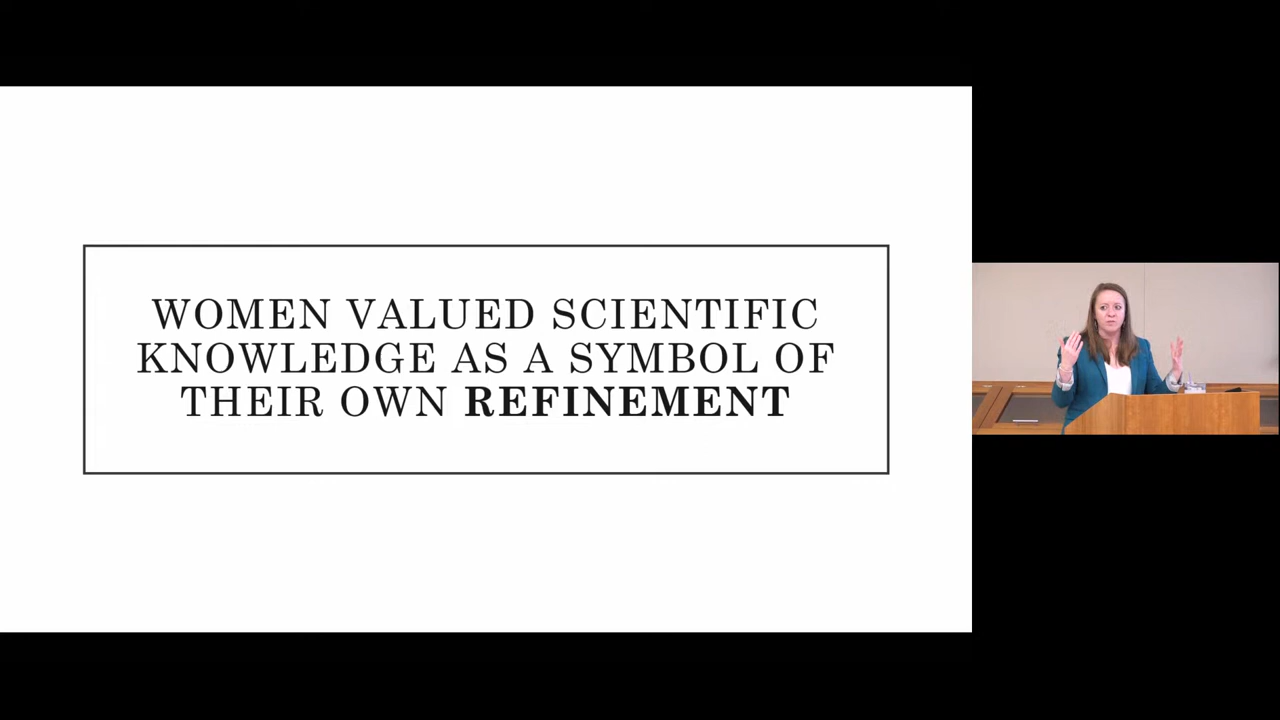 WOMEN VALUED SCIENTIFIC
KNOWLEDGE AS A SYMBOL OF
THEIR OWN REFINEMENT